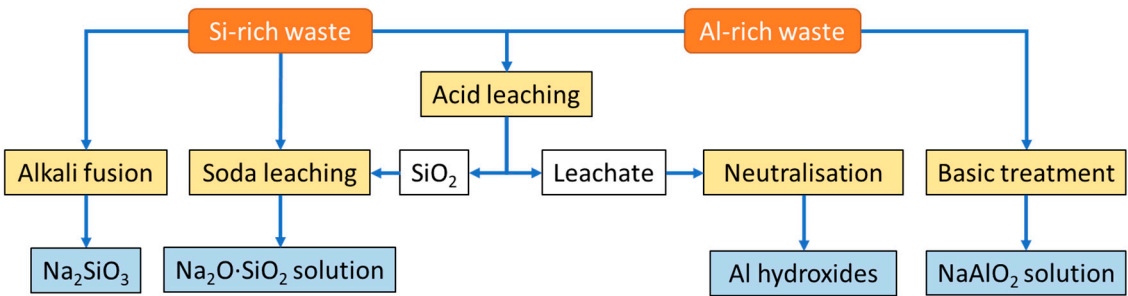 Si-rich waste
Al-rich waste
Acid leaching
Alkali fusion
Soda leaching
SiO₂
Leachate
Neutralisation
Basic treatment
Na₂SiO₃
Na₂O·SiO₂ solution
Al hydroxides
NaAlO₂ solution